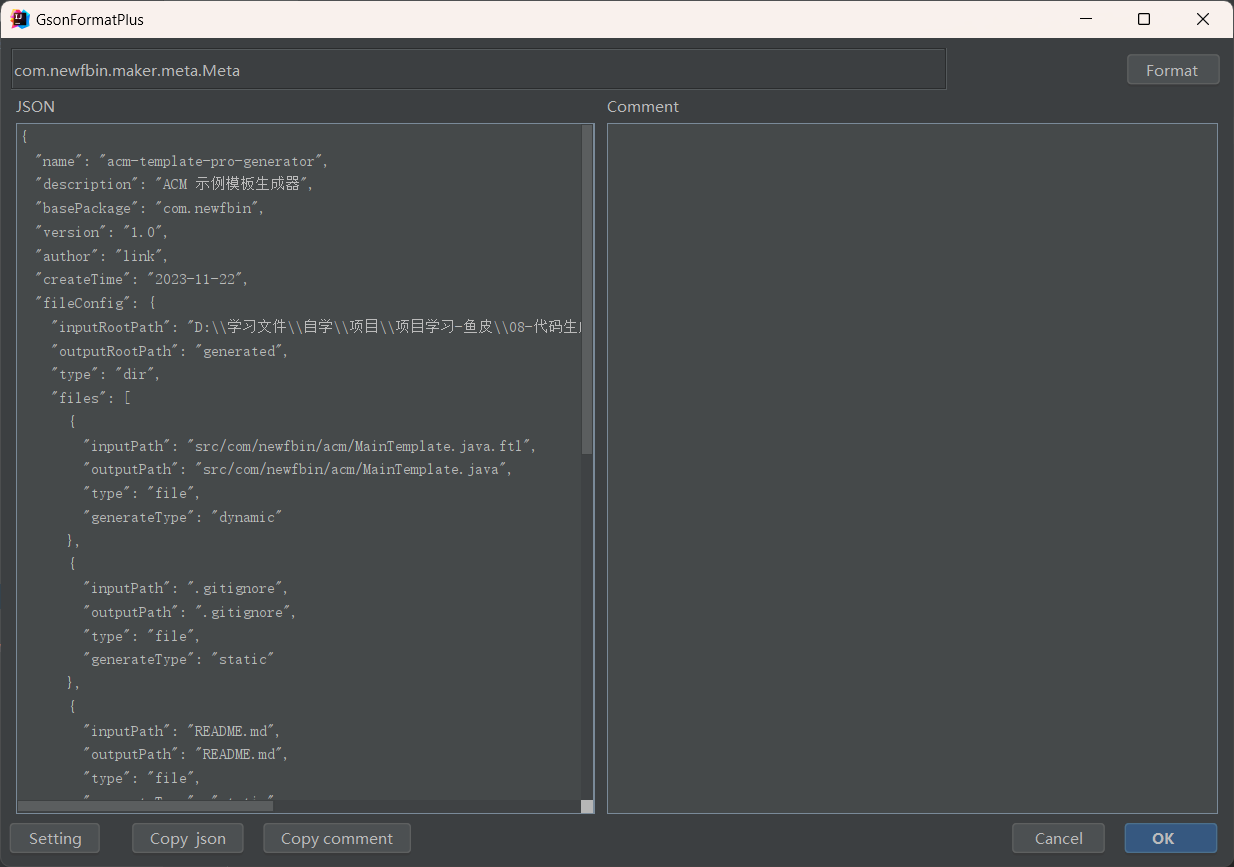 GsonFormatPlus
com.newfbin.maker.meta.Meta
Format
JSON
Comment
{
"name": "acm-template-pro-generator",
"description": "ACM 示例模板生成器",
"basePackage": "com.newfbin",
"version": "1.0",
"author": "link",
"createTime": "2023-11-22",
"fileConfig": {
"inputRootPath": "D:\\学习文件\\自学\\项目\\项目学习-鱼皮\\08-代码生
"outputRootPath": "generated",
"type": "dir",
"files": [
{
"inputPath": "src/com/newfbin/acm/MainTemplate.java.ftl",
"outputPath": "src/com/newfbin/acm/MainTemplate.java",
"type": "file",
"generateType": "dynamic"
},
{
"inputPath": ".gitignore",
"outputPath": ".gitignore",
"type": "file",
"generateType": "static"
},
{
"inputPath": "README.md",
"outputPath": "README.md",
"type": "file",
Setting
Copy json
Copy comment
Cancel
OK